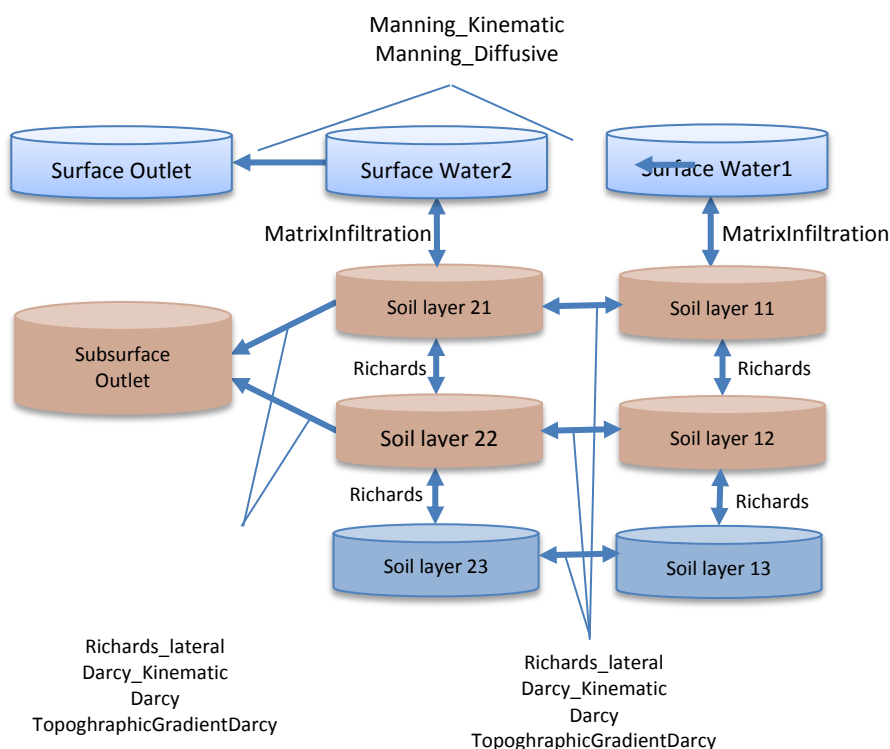 Manning_Kinematic
Manning_Diffusive
Surface Outlet
Surface Water2
Surface Water1
MatrixInfiltration
MatrixInfiltration
Soil layer 21
Soil layer 11
Subsurface
Outlet
Richards
Richards
Soil layer 22
Soil layer 12
Richards
Richards
Soil layer 23
Soil layer 13
Richards_lateral
Darcy_Kinematic
Darcy
TopoghraphicGradientDarcy
Richards_lateral
Darcy_Kinematic
Darcy
TopoghraphicGradientDarcy